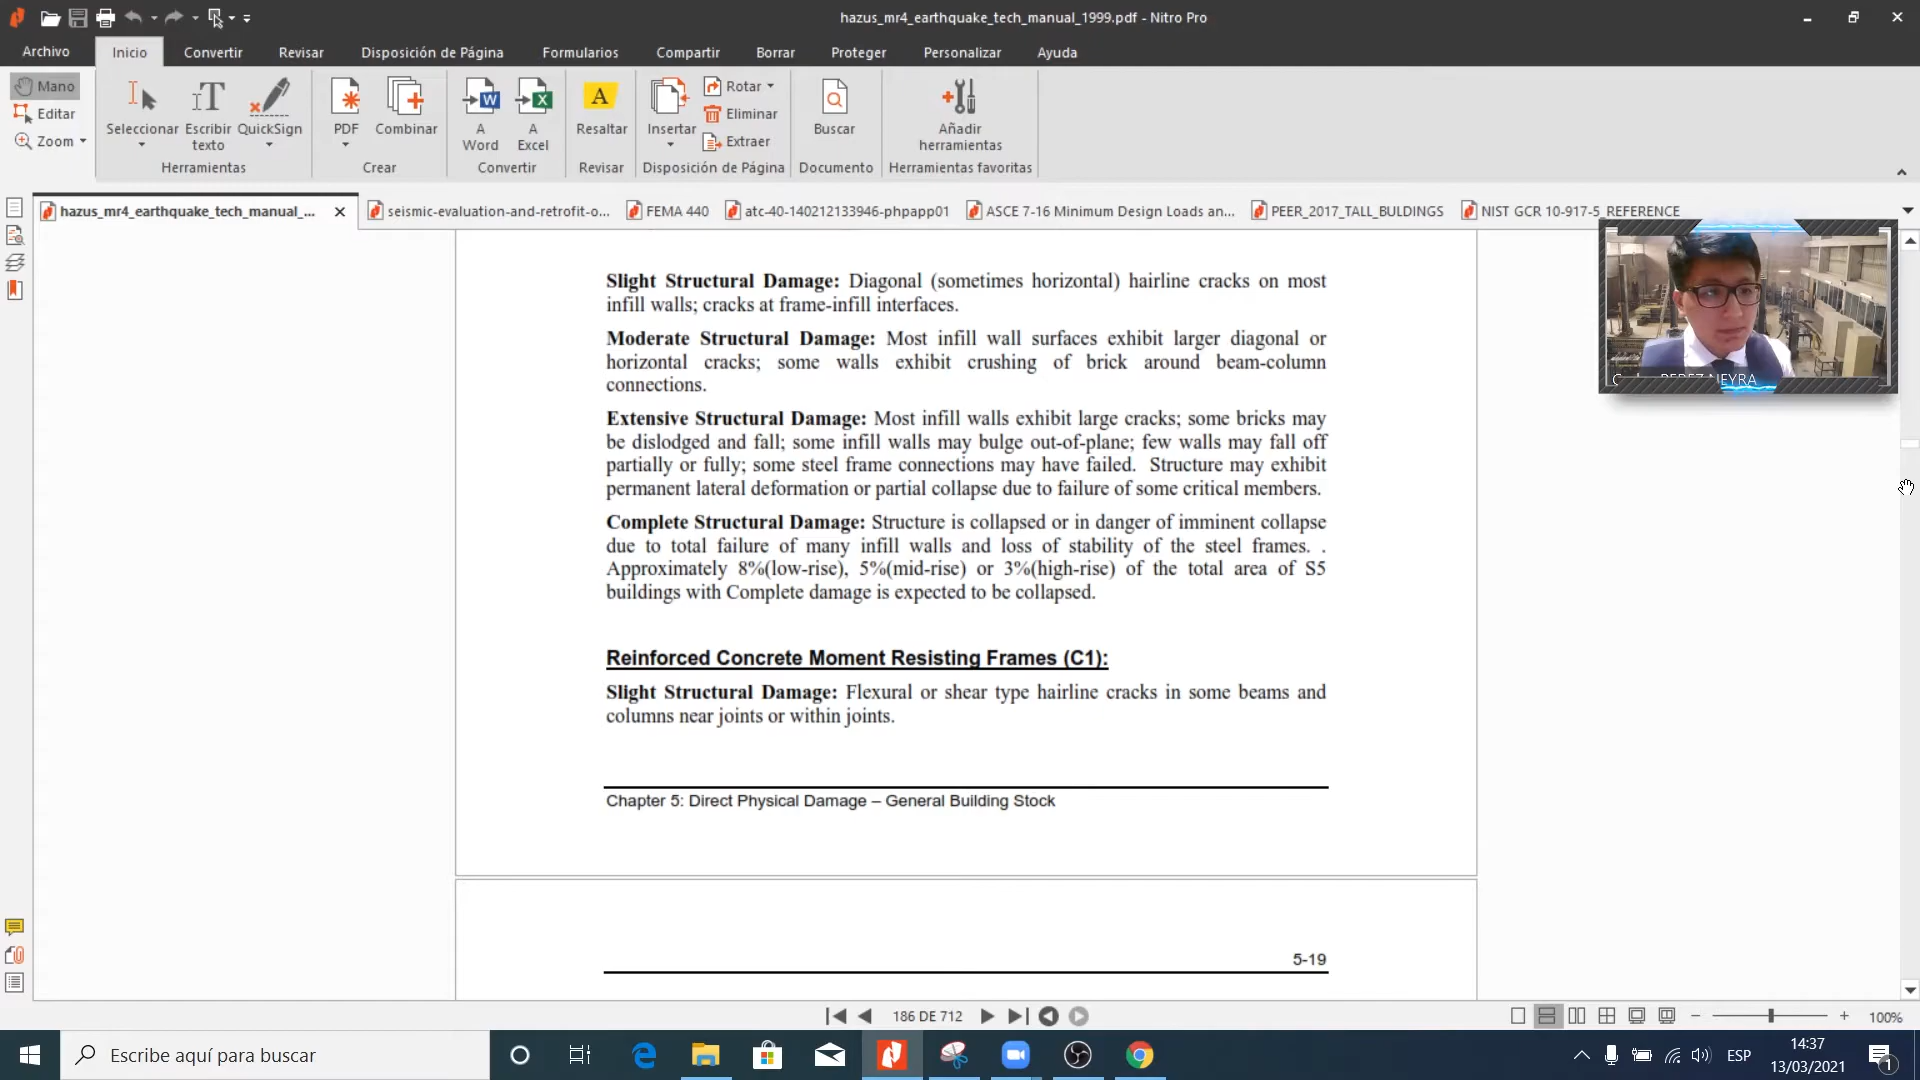 hazus_mr4_earthquake_tech_manual_1999.pdf - Nitro Pro
Archivo Inicio Convertir Revisar Disposición de Página Formularios Compartir Borrar Proteger Personalizar Ayuda
Mano
Editar
Zoom
Seleccionar
Escribir
texto
QuickSign
Herramientas
PDF
Combinar
Crear
A
Word
A
Excel
Convertir
Resaltar
Revisar
Insertar
Rotar
Eliminar
Extraer
Disposición de Página
Buscar
Documento
Añadir
herramientas
Herramientas favoritas
hazus_mr4_earthquake_tech_manual_... seismic-evaluation-and-retrofit-o... FEMA 440 atc-40-140212133946-phpapp01 ASCE 7-16 Minimum Design Loads an... PEER_2017_TALL_BULDINGS NIST GCR 10-917-5_REFERENCE
PEREZ NEYRA
Slight Structural Damage: Diagonal (sometimes horizontal) hairline cracks on most
infill walls; cracks at frame-infill interfaces.
Moderate Structural Damage: Most infill wall surfaces exhibit larger diagonal or
horizontal cracks; some walls exhibit crushing of brick around beam-column
connections.
Extensive Structural Damage: Most infill walls exhibit large cracks; some bricks may
be dislodged and fall; some infill walls may bulge out-of-plane; few walls may fall off
partially or fully; some steel frame connections may have failed. Structure may exhibit
permanent lateral deformation or partial collapse due to failure of some critical members.
Complete Structural Damage: Structure is collapsed or in danger of imminent collapse
due to total failure of many infill walls and loss of stability of the steel frames. .
Approximately 8%(low-rise), 5%(mid-rise) or 3%(high-rise) of the total area of S5
buildings with Complete damage is expected to be collapsed.
Reinforced Concrete Moment Resisting Frames (C1):
Slight Structural Damage: Flexural or shear type hairline cracks in some beams and
columns near joints or within joints.
Chapter 5: Direct Physical Damage – General Building Stock
5-19
186 DE 712
100%
Escribe aquí para buscar
ESP
14:37
13/03/2021
1